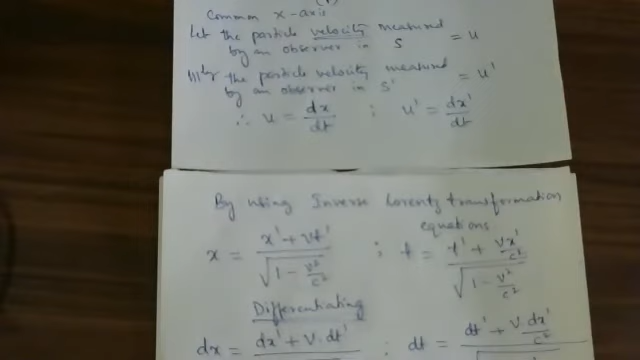 Common x-axis
Let the particle velocity measured
by an observer in S = u
IIIly the particle velocity measured
by an observer in S' = u'
∴ u = dx/dt ; u' = dx'/dt
By using Inverse Lorentz transformation
equations
x = (x' + vt')/√(1 - v²/c²) ; t = (t' + vx'/c²)/√(1 - v²/c²)
Differentiating
dx = dx' + v.dt' ; dt = dt' + v.dx'/c²